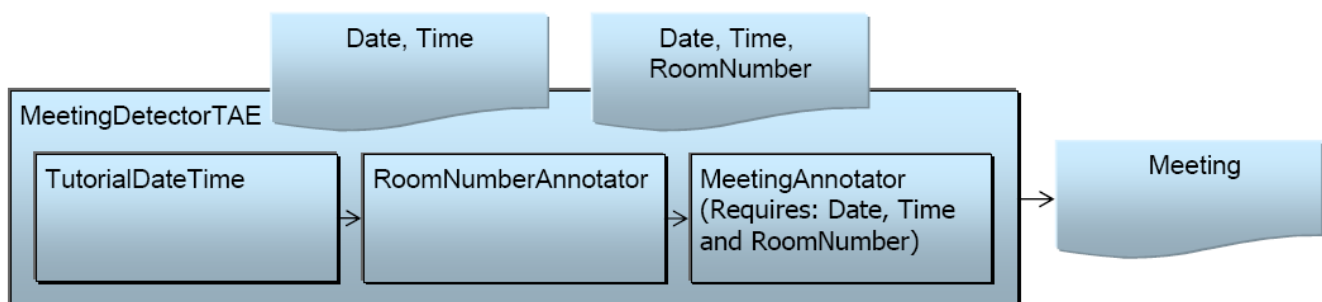 Date, Time
Date, Time,
RoomNumber
MeetingDetectorTAE
TutorialDateTime
RoomNumberAnnotator
MeetingAnnotator
(Requires: Date, Time
and RoomNumber)
Meeting